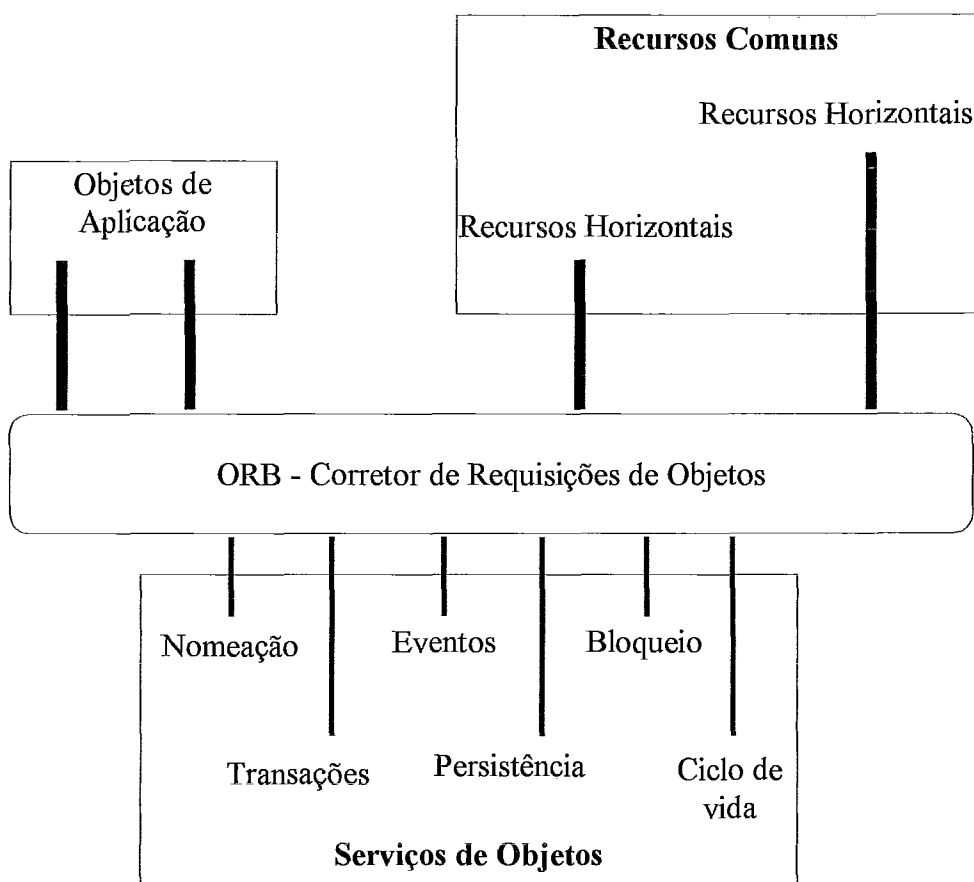 Recursos Comuns
Recursos Horizontais
Objetos de
Aplicação
Recursos Horizontais
ORB - Corretor de Requisições de Objetos
Nomeação
Eventos
Bloqueio
Transações
Persistência
Ciclo de
vida
Serviços de Objetos